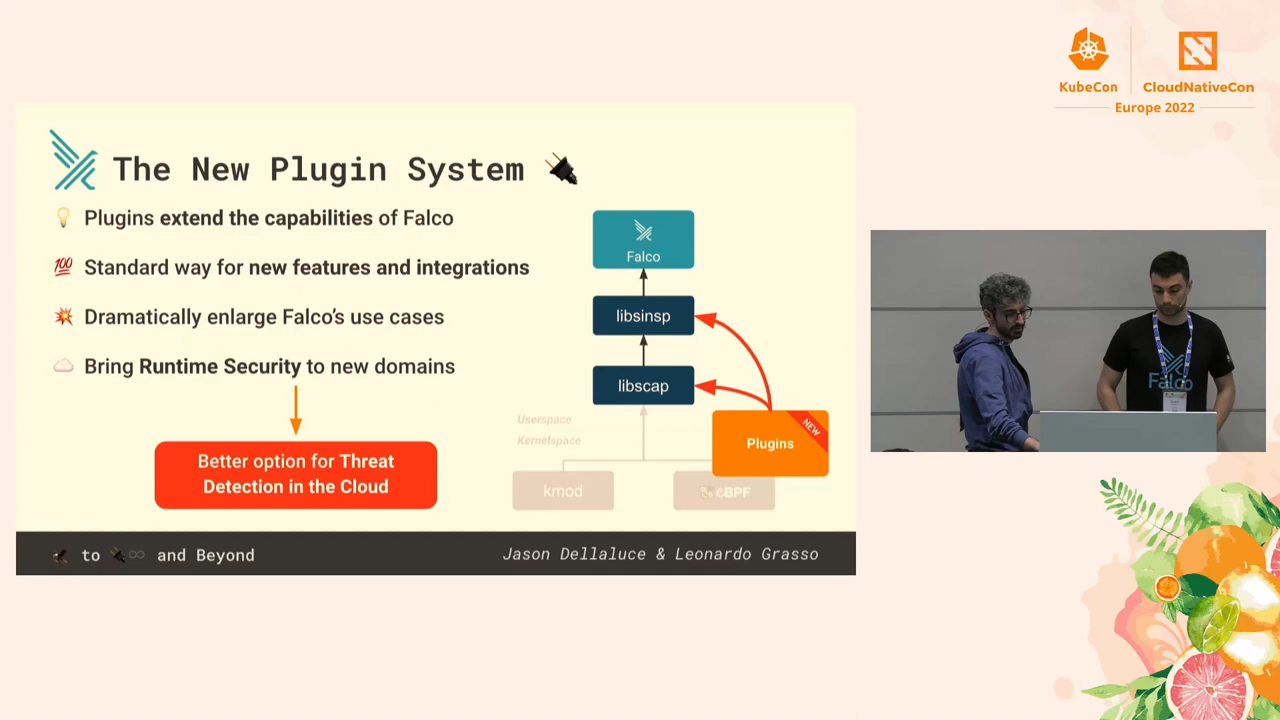 KubeCon
CloudNativeCon
Europe 2022
The New Plugin System
Plugins extend the capabilities of Falco
Standard way for new features and integrations
Dramatically enlarge Falco's use cases
Bring Runtime Security to new domains
Better option for Threat
Detection in the Cloud
Falco
libsinsp
libscap
Userspace
Kernelspace
NEW
Plugins
kmod
eBPF
to
and Beyond
Jason Dellaluce & Leonardo Grasso
Falco